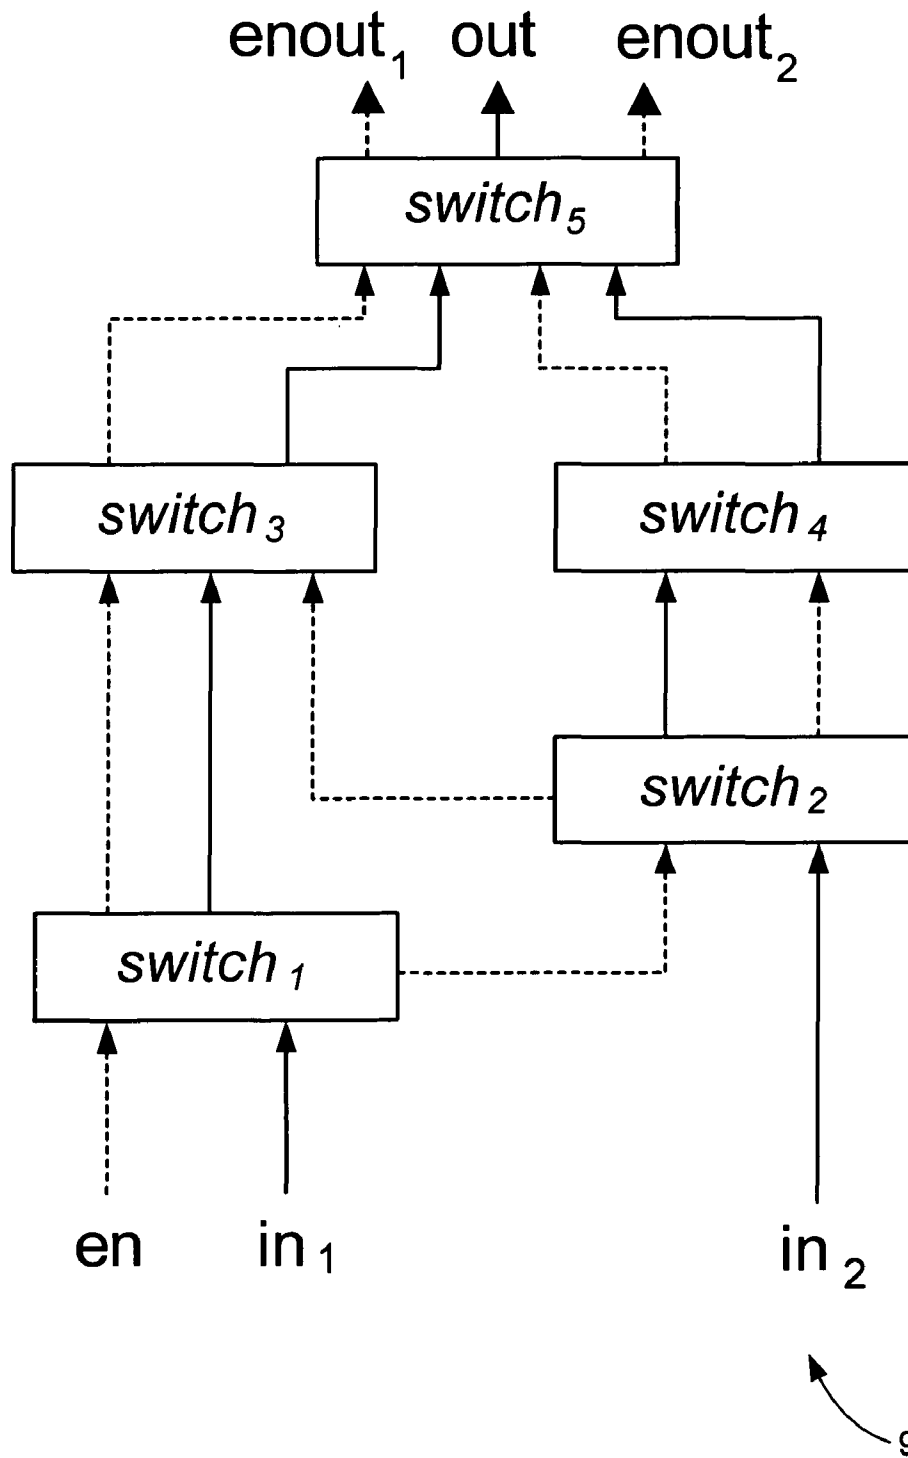 enout₁ out enout₂
switch₅
switch₃ switch₄
switch₂
switch₁
en in₁
in₂